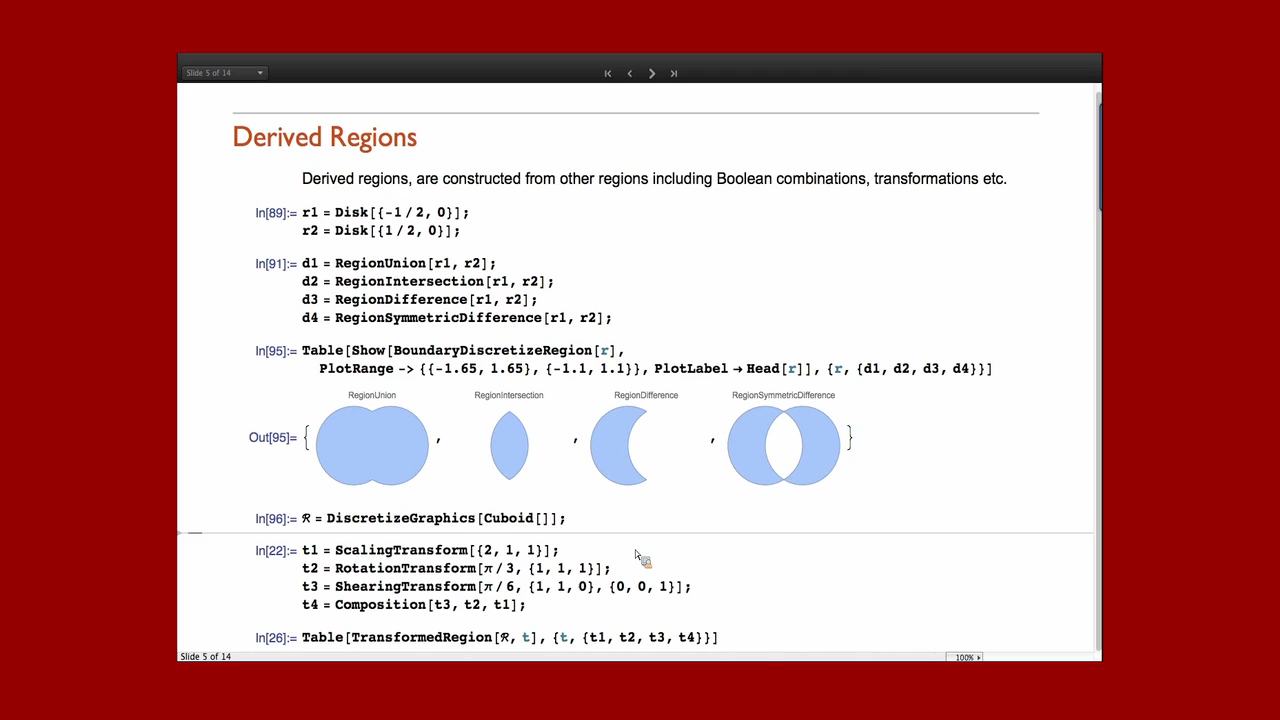 Slide 5 of 14
Derived Regions
Derived regions, are constructed from other regions including Boolean combinations, transformations etc.
In[89]:= r1 = Disk[{-1/2, 0}];
r2 = Disk[{1/2, 0}];
In[91]:= d1 = RegionUnion[r1, r2];
d2 = RegionIntersection[r1, r2];
d3 = RegionDifference[r1, r2];
d4 = RegionSymmetricDifference[r1, r2];
In[95]:= Table[Show[BoundaryDiscretizeRegion[r],
PlotRange -> {{-1.65, 1.65}, {-1.1, 1.1}}, PlotLabel → Head[r]], {r, {d1, d2, d3, d4}}]
RegionUnion RegionIntersection RegionDifference RegionSymmetricDifference
Out[95]= { , , , }
In[96]:= ℛ = DiscretizeGraphics[Cuboid[]];
In[22]:= t1 = ScalingTransform[{2, 1, 1}];
t2 = RotationTransform[π/3, {1, 1, 1}];
t3 = ShearingTransform[π/6, {1, 1, 0}, {0, 0, 1}];
t4 = Composition[t3, t2, t1];
In[26]:= Table[TransformedRegion[ℛ, t], {t, {t1, t2, t3, t4}}]
Slide 5 of 14 100%